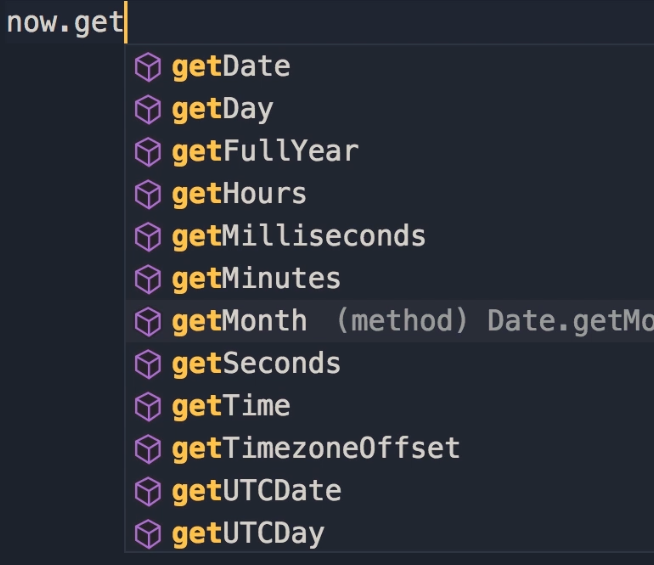 now.get
getDate
getDay
getFullYear
getHours
getMilliseconds
getMinutes
getMonth (method) Date.getMo
getSeconds
getTime
getTimezoneOffset
getUTCDate
getUTCDay